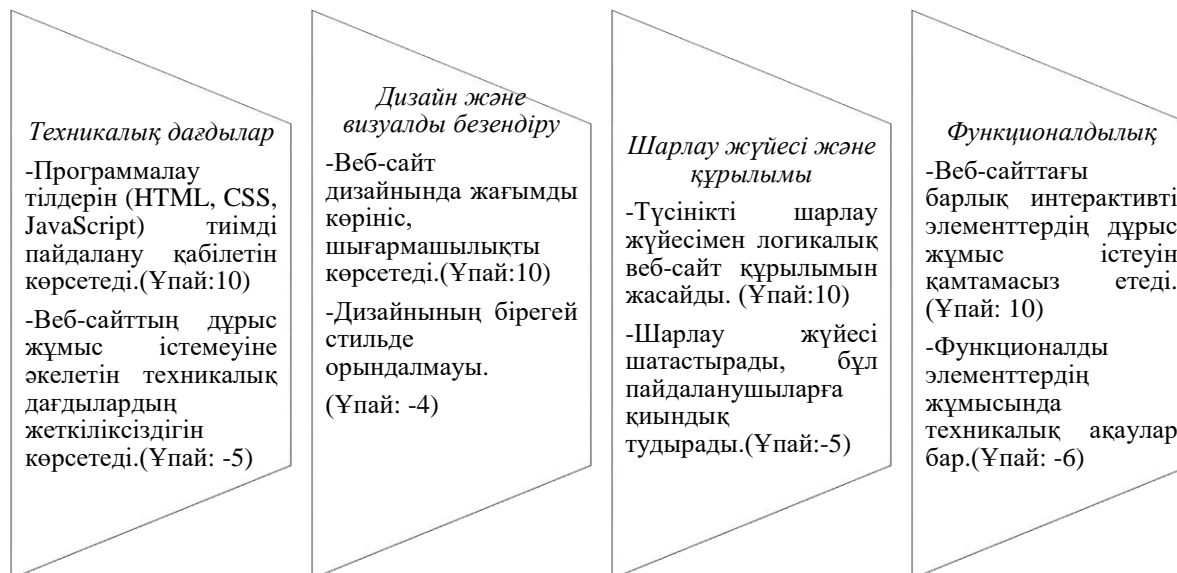 Техникалық дағдылар
-Программалау
тілдерін (HTML, CSS,
JavaScript) тиімді
пайдалану қабілетін
көрсетеді.(Ұпай:10)
-Веб-сайттың дұрыс
жұмыс істемеуіне
әкелетін техникалық
дағдылардың
жеткіліксіздігін
көрсетеді.(Ұпай: -5)
Дизайн және
визуалды безендіру
-Веб-сайт
дизайнында жағымды
көрініс,
шығармашылықты
көрсетеді.(Ұпай:10)
-Дизайнының бірегей
стильде
орындалмауы.
(Ұпай: -4)
Шарлау жүйесі және
құрылымы
-Түсінікті шарлау
жүйесімен логикалық
веб-сайт құрылымын
жасайды. (Ұпай:10)
-Шарлау жүйесі
шатастырады, бұл
пайдаланушыларға
қиындық
тудырады.(Ұпай:-5)
Функционалдылық
-Веб-сайттағы
барлық интерактивті
элементтердің дұрыс
жұмыс істеуін
қамтамасыз етеді.
(Ұпай: 10)
-Функционалды
элементтердің
жұмысында
техникалық ақаулар
бар.(Ұпай: -6)